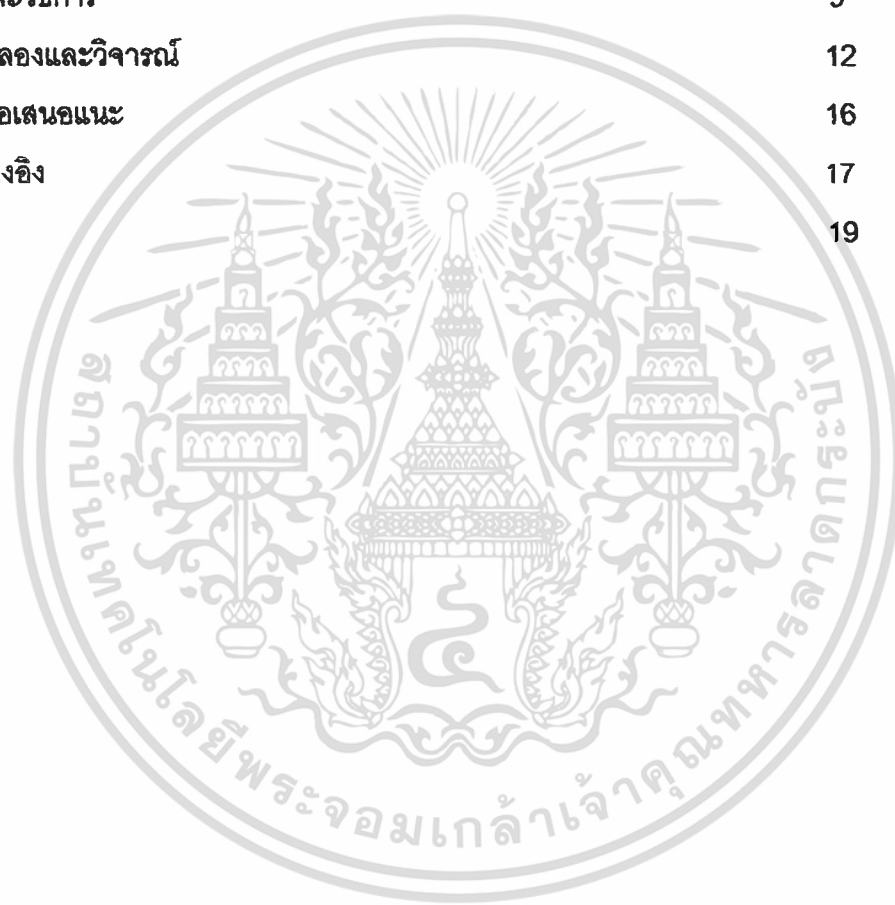 ลองและวิจารณ์ 12
อเสนอแนะ 16
งอิง 17
19
สถาบันเทคโนโลยีพระจอมเกล้าเจ้าคุณทหารลาดกระบัง
๔